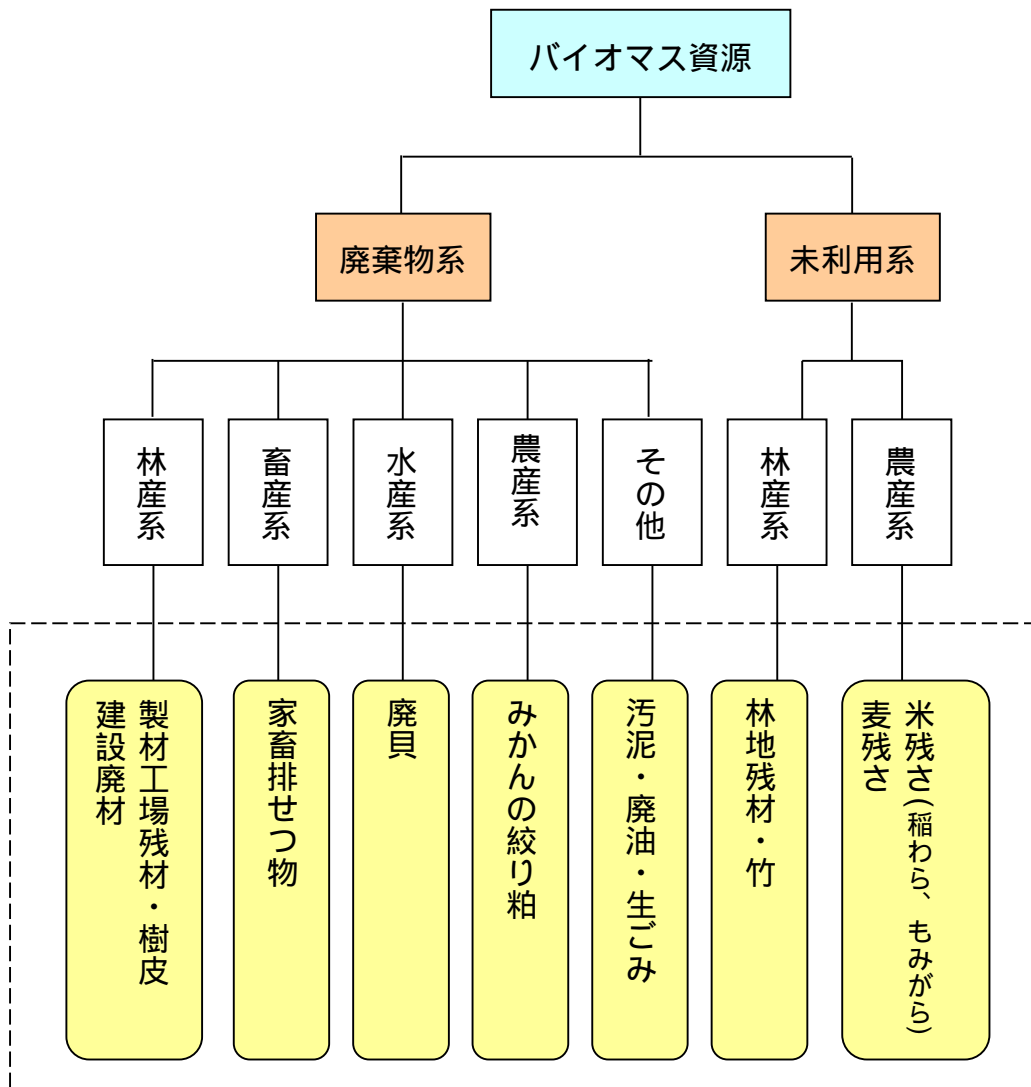 バイオマス資源
廃棄物系
未利用系
林産系
畜産系
水産系
農産系
その他
林産系
農産系
製材工場残材・樹皮
建設廃材
家畜排せつ物
廃貝
みかんの絞り粕
汚泥・廃油・生ごみ
林地残材・竹
米残さ(稲わら、もみがら)
麦残さ